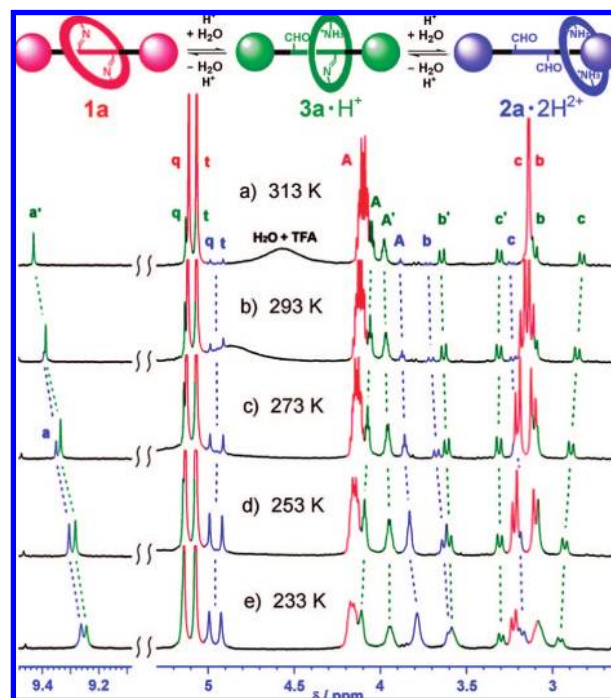 H⁺ H⁺
+ H2O + H2O
− H2O − H2O
H⁺ H⁺
N N CHO ⁺NH₂ N CHO CHO ⁺NH₂ ⁺NH₂
1a 3a·H⁺ 2a·2H²⁺
q t A c b
a) 313 K
a' q t q t H₂O + TFA A A' A b b' c' c b c
b) 293 K
c) 273 K
a
d) 253 K
e) 233 K
9.4 9.2 5 4.5 4 3.5 3
δ / ppm